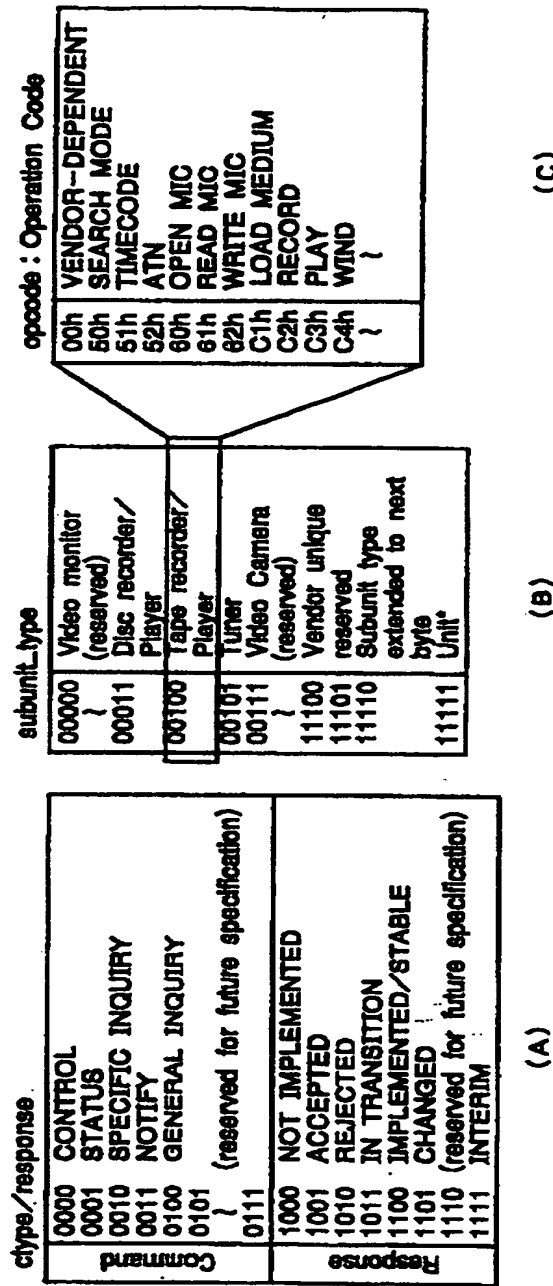 ctype/response
Command
0000 CONTROL
0001 STATUS
0010 SPECIFIC INQUIRY
0011 NOTIFY
0100 GENERAL INQUIRY
0101
~ (reserved for future specification)
0111
Response
1000 NOT IMPLEMENTED
1001 ACCEPTED
1010 REJECTED
1011 IN TRANSITION
1100 IMPLEMENTED/STABLE
1101 CHANGED
1110 (reserved for future specification)
1111 INTERIM
(A)
subunit_type
00000 Video monitor
~ (reserved)
00011 Disc recorder/
Player
00100 Tape recorder/
Player
00101 Tuner
00111 Video Camera
~ (reserved)
11100 Vendor unique
11101 reserved
11110 Subunit type
extended to next
byte
11111 Unit*
(B)
opcode : Operation Code
00h VENDOR-DEPENDENT
50h SEARCH MODE
51h TIMECODE
52h ATN
60h OPEN MIC
61h READ MIC
62h WRITE MIC
C1h LOAD MEDIUM
C2h RECORD
C3h PLAY
C4h WIND
~ ~
(C)